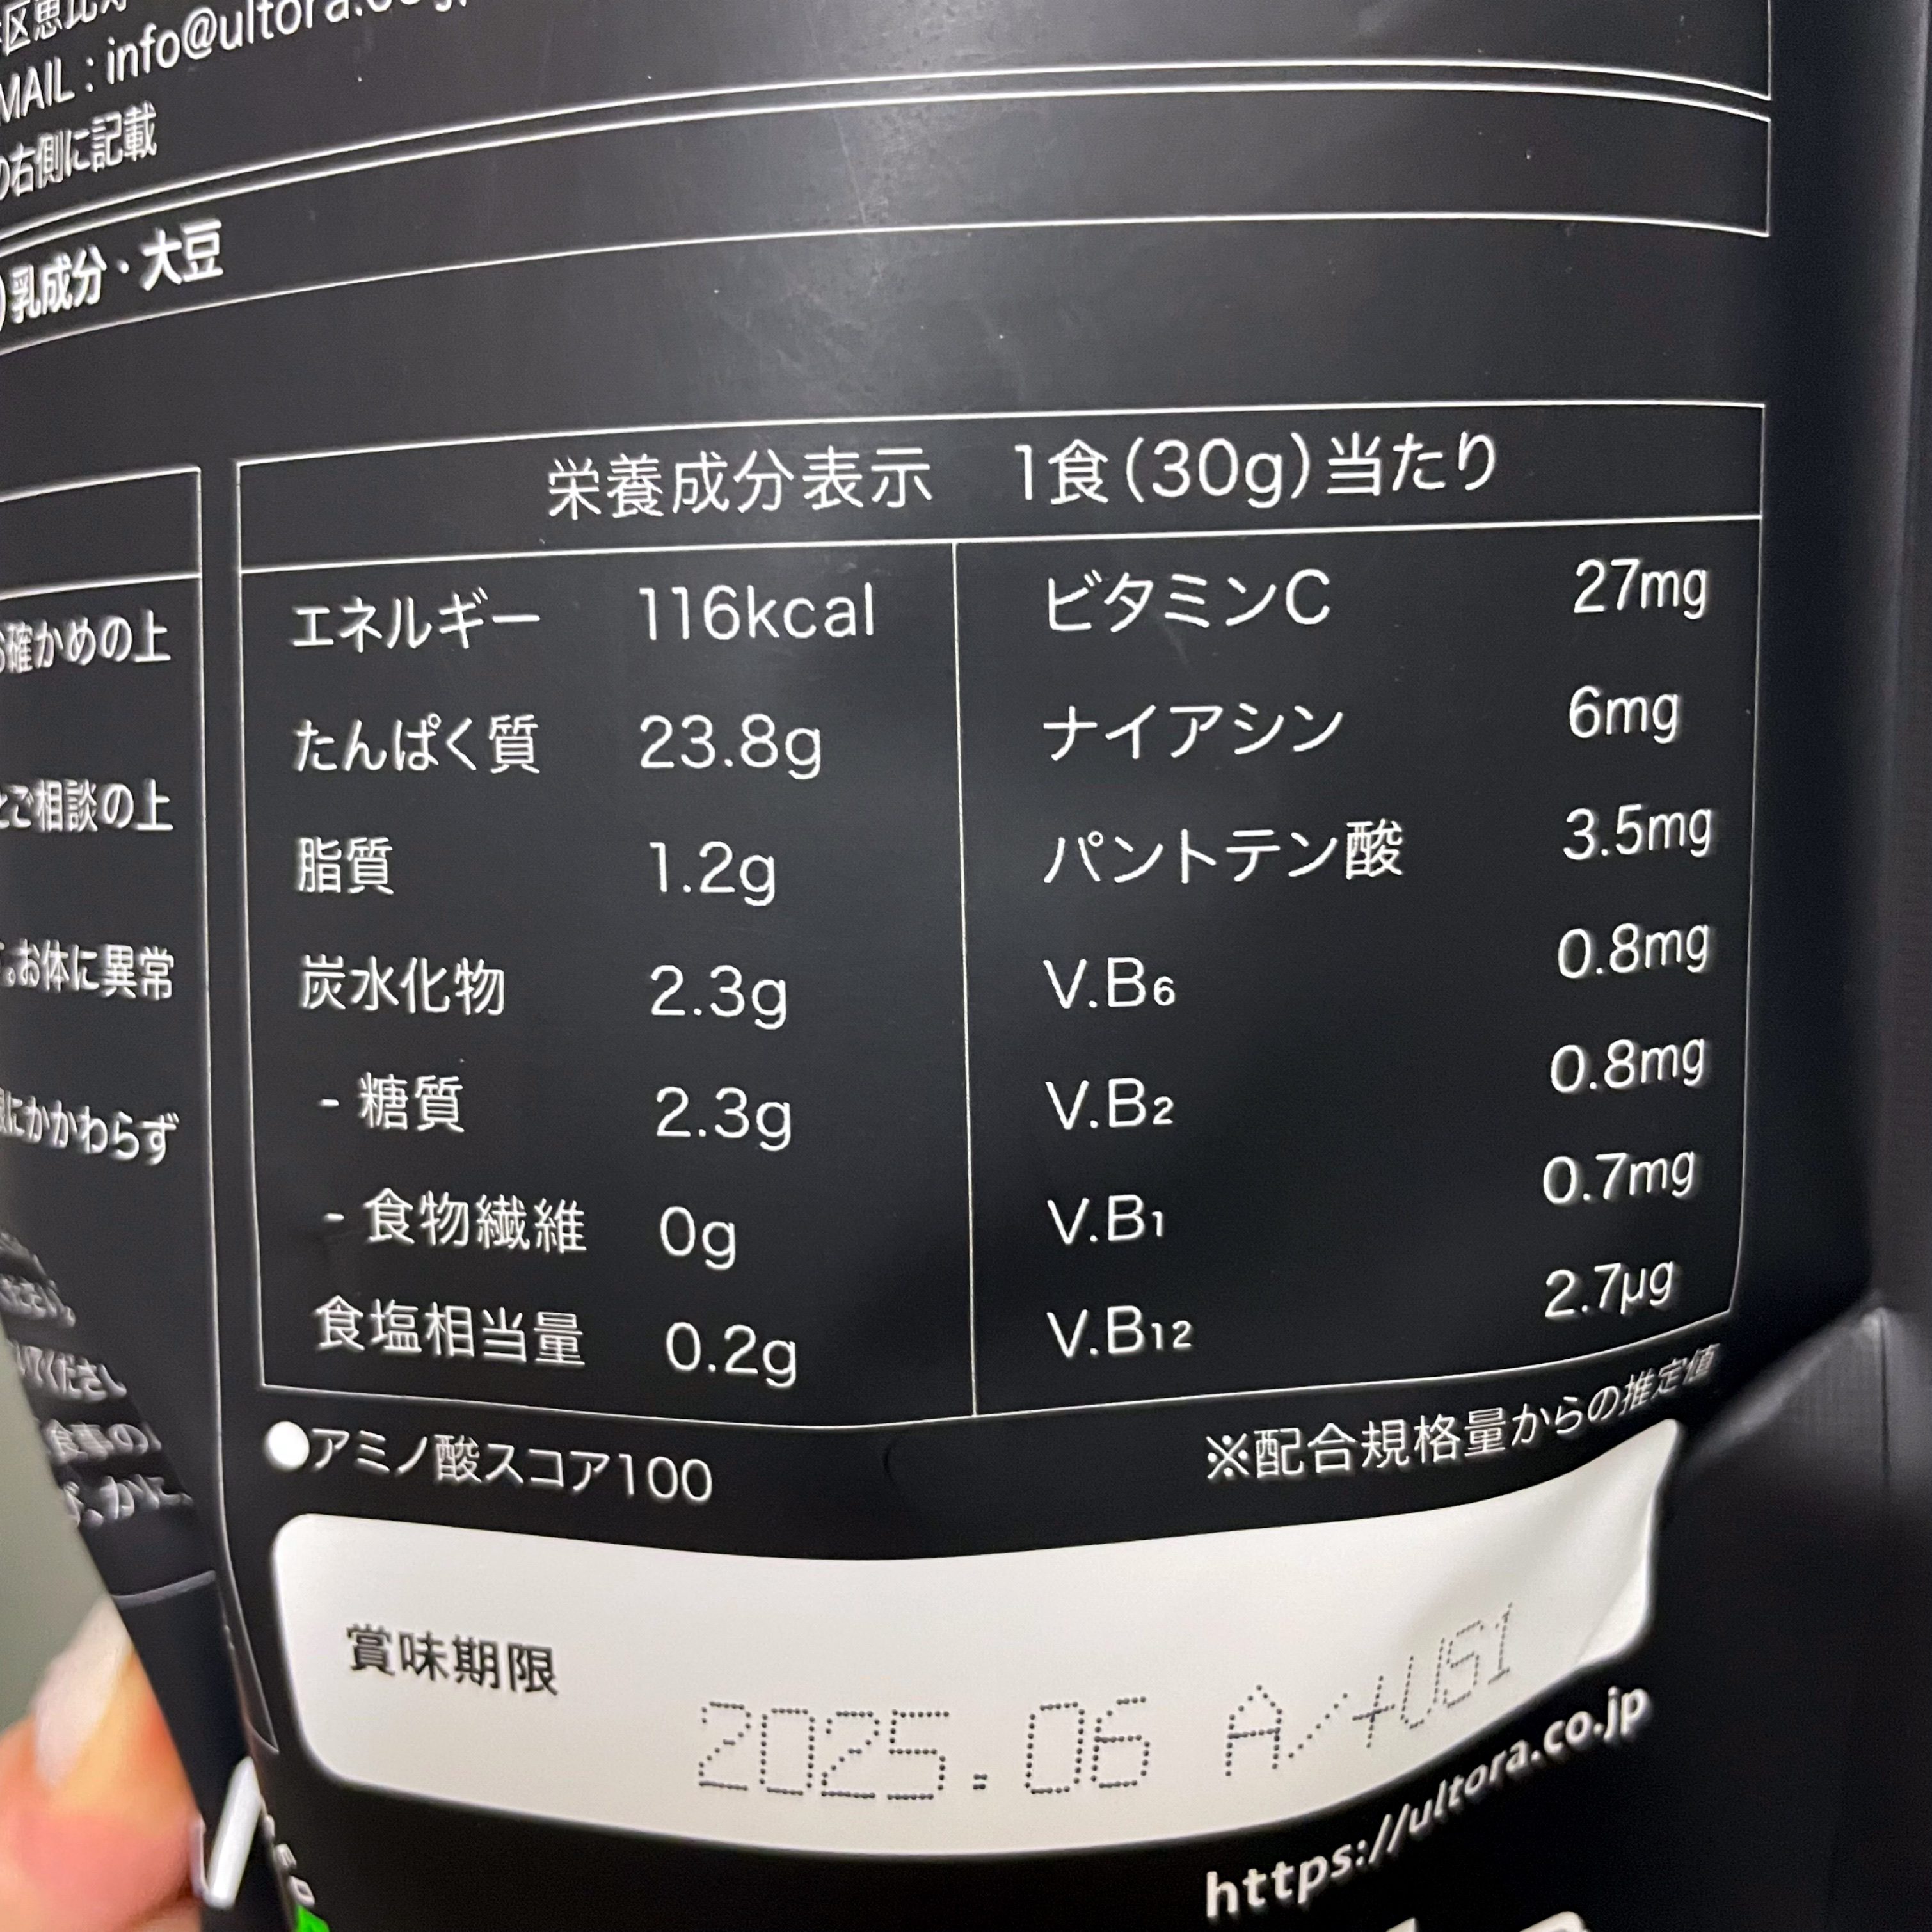 区恵比寿
MAIL : info@ultora.co.jp
の右側に記載
乳成分・大豆
確かめの上
ご相談の上
。お体に異常
にかかわらず
栄養成分表示 1食(30g)当たり
エネルギー 116kcal
たんぱく質 23.8g
脂質 1.2g
炭水化物 2.3g
- 糖質 2.3g
- 食物繊維 0g
食塩相当量 0.2g
ビタミンC 27mg
ナイアシン 6mg
パントテン酸 3.5mg
V.B6 0.8mg
V.B2 0.8mg
V.B1 0.7mg
V.B12 2.7μg
●アミノ酸スコア100
※配合規格量からの推定値
賞味期限
2025.06 A/+US1
https://ultora.co.jp